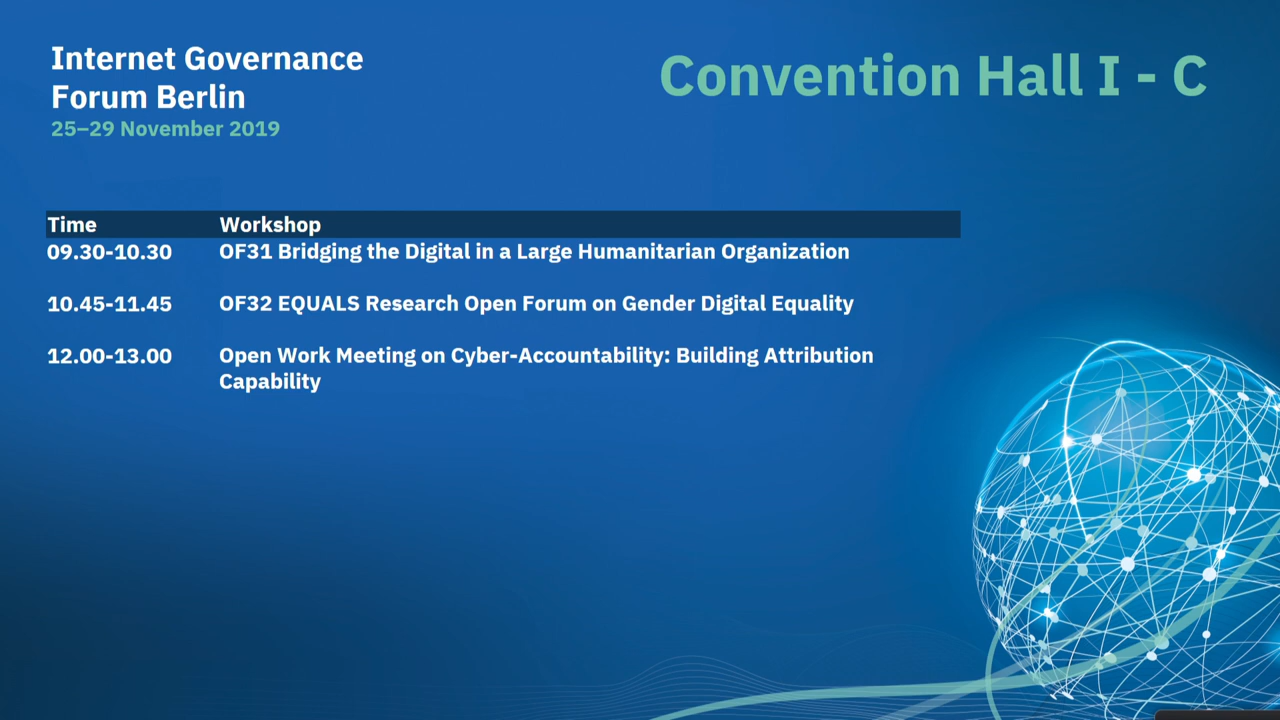 Internet Governance
Forum Berlin
25–29 November 2019
Convention Hall I - C
Time Workshop
09.30-10.30 OF31 Bridging the Digital in a Large Humanitarian Organization
10.45-11.45 OF32 EQUALS Research Open Forum on Gender Digital Equality
12.00-13.00 Open Work Meeting on Cyber-Accountability: Building Attribution
Capability